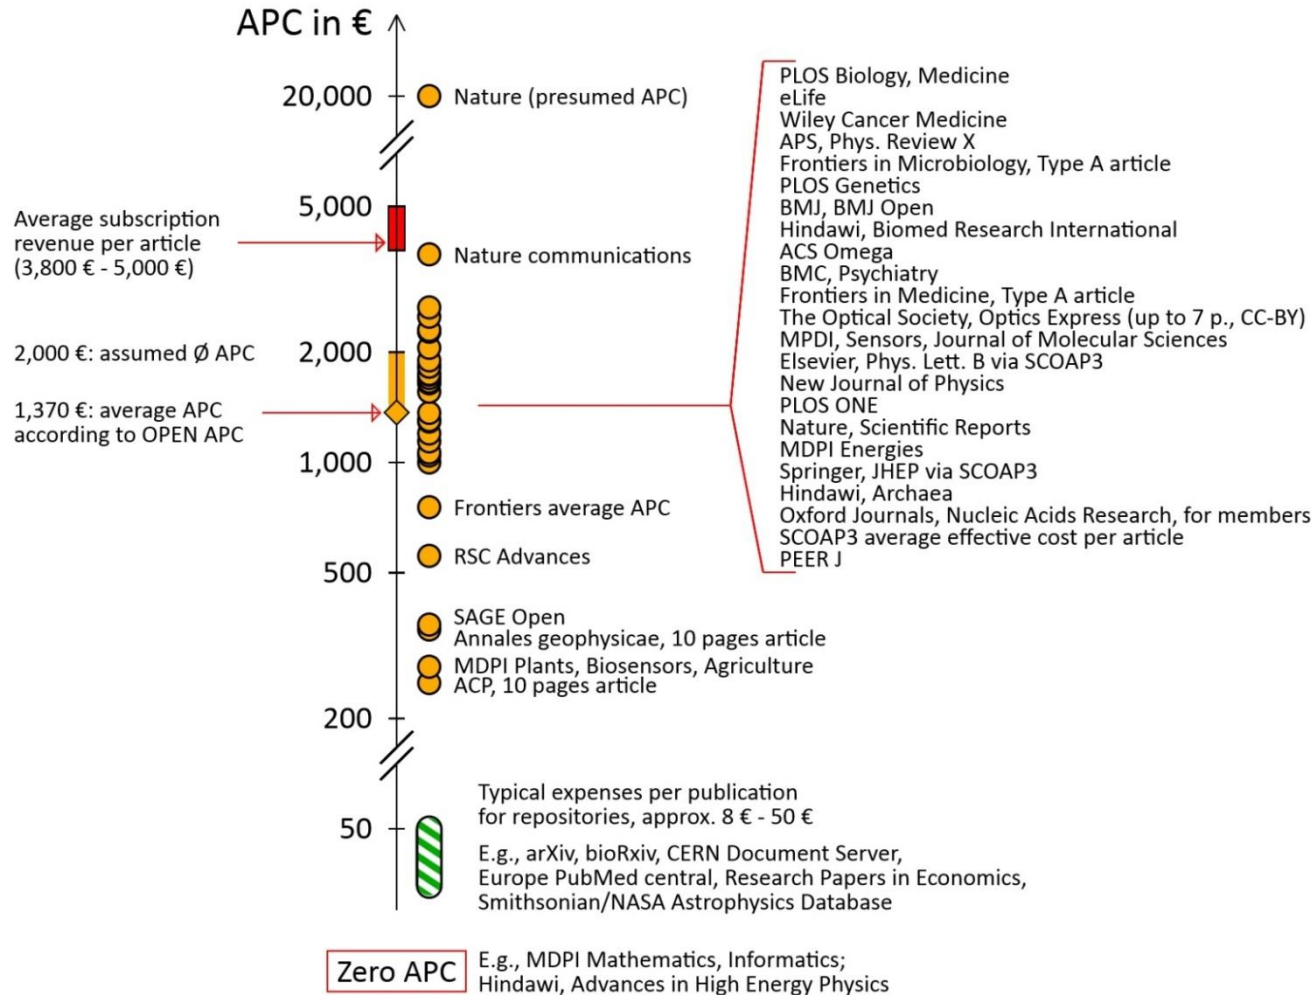 APC in €
20,000
Nature (presumed APC)
5,000
Average subscription
revenue per article
(3,800 € - 5,000 €)
Nature communications
2,000 €: assumed Ø APC
2,000
1,370 €: average APC
according to OPEN APC
1,000
Frontiers average APC
RSC Advances
500
SAGE Open
Annales geophysicae, 10 pages article
MDPI Plants, Biosensors, Agriculture
ACP, 10 pages article
200
PLOS Biology, Medicine
eLife
Wiley Cancer Medicine
APS, Phys. Review X
Frontiers in Microbiology, Type A article
PLOS Genetics
BMJ, BMJ Open
Hindawi, Biomed Research International
ACS Omega
BMC, Psychiatry
Frontiers in Medicine, Type A article
The Optical Society, Optics Express (up to 7 p., CC-BY)
MPDI, Sensors, Journal of Molecular Sciences
Elsevier, Phys. Lett. B via SCOAP3
New Journal of Physics
PLOS ONE
Nature, Scientific Reports
MDPI Energies
Springer, JHEP via SCOAP3
Hindawi, Archaea
Oxford Journals, Nucleic Acids Research, for members
SCOAP3 average effective cost per article
PEER J
50
Typical expenses per publication
for repositories, approx. 8 € - 50 €
E.g., arXiv, bioRxiv, CERN Document Server,
Europe PubMed central, Research Papers in Economics,
Smithsonian/NASA Astrophysics Database
Zero APC
E.g., MDPI Mathematics, Informatics;
Hindawi, Advances in High Energy Physics